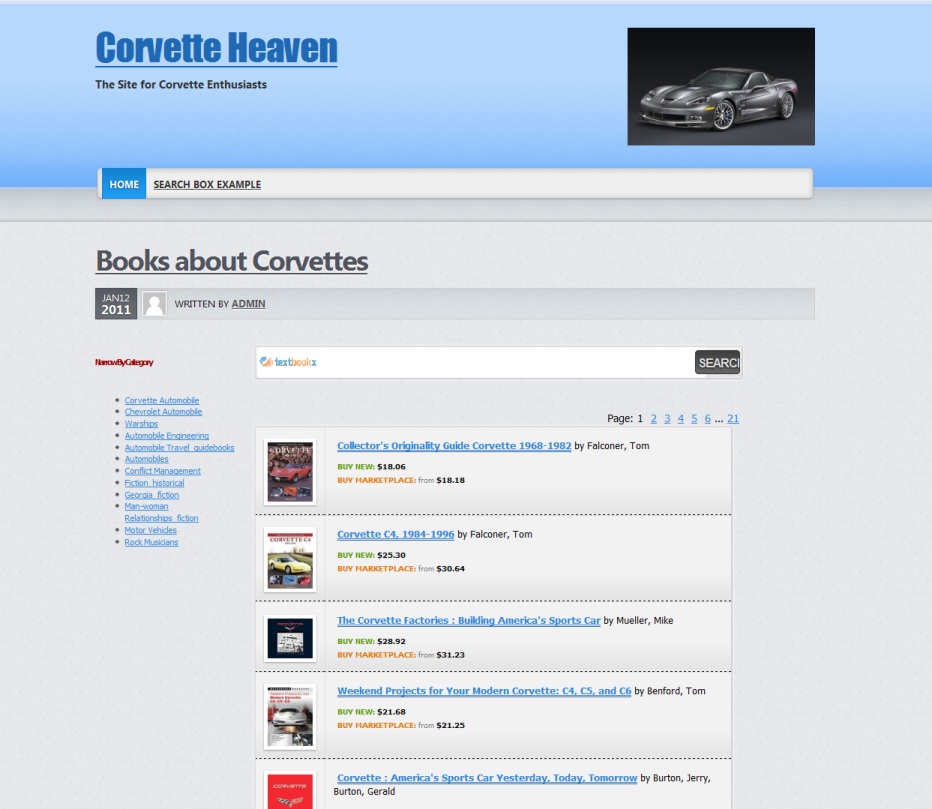 Corvette Heaven
The Site for Corvette Enthusiasts
HOME SEARCH BOX EXAMPLE
Books about Corvettes
JAN12
2011
WRITTEN BY ADMIN
NarrowByCategory
Corvette Automobile
Chevrolet Automobile
Warships
Automobile Engineering
Automobile Travel guidebooks
Automobiles
Conflict Management
Fiction historical
Georgia fiction
Man-woman
Relationships fiction
Motor Vehicles
Rock Musicians
textbookx SEARC
Page: 1 2 3 4 5 6 ... 21
Collector's Originality Guide Corvette 1968-1982 by Falconer, Tom
BUY NEW: $18.06
BUY MARKETPLACE: from $18.18
CORVETTE C4
Corvette C4, 1984-1996 by Falconer, Tom
BUY NEW: $25.30
BUY MARKETPLACE: from $30.64
The Corvette Factories : Building America's Sports Car by Mueller, Mike
BUY NEW: $28.92
BUY MARKETPLACE: from $31.23
Weekend Projects for Your Modern Corvette: C4, C5, and C6 by Benford, Tom
BUY NEW: $21.68
BUY MARKETPLACE: from $21.25
CORVETTE
Corvette : America's Sports Car Yesterday, Today, Tomorrow by Burton, Jerry,
Burton, Gerald